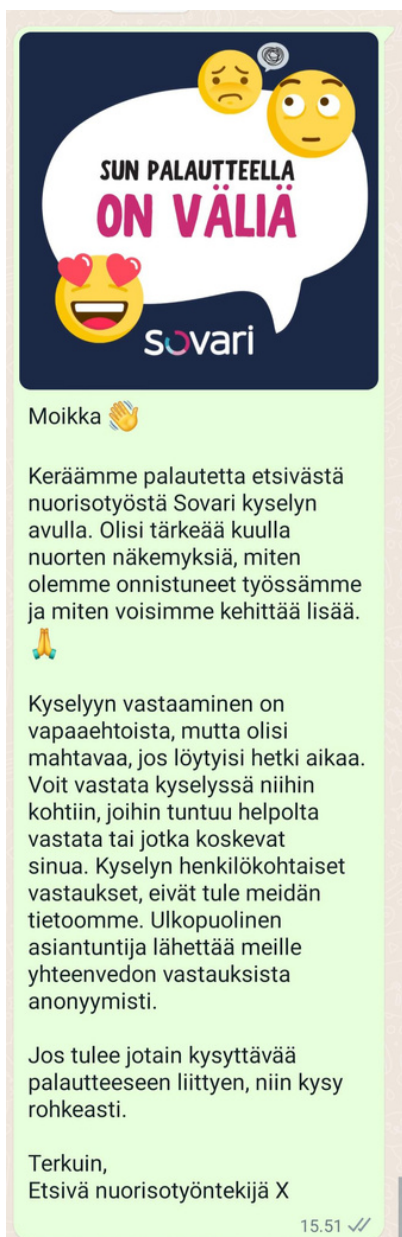 SUN PALAUTTEELLA
ON VÄLIÄ
sovari
Moikka 👋
Keräämme palautetta etsivästä
nuorisotyöstä Sovari kyselyn
avulla. Olisi tärkeää kuulla
nuorten näkemyksiä, miten
olemme onnistuneet työssämme
ja miten voisimme kehittää lisää.
🙏
Kyselyyn vastaaminen on
vapaaehtoista, mutta olisi
mahtavaa, jos löytyisi hetki aikaa.
Voit vastata kyselyssä niihin
kohtiin, joihin tuntuu helpolta
vastata tai jotka koskevat
sinua. Kyselyn henkilökohtaiset
vastaukset, eivät tule meidän
tietoomme. Ulkopuolinen
asiantuntija lähettää meille
yhteenvedon vastauksista
anonyymisti.
Jos tulee jotain kysyttävää
palautteeseen liittyen, niin kysy
rohkeasti.
Terkuin,
Etsivä nuorisotyöntekijä X
15.51